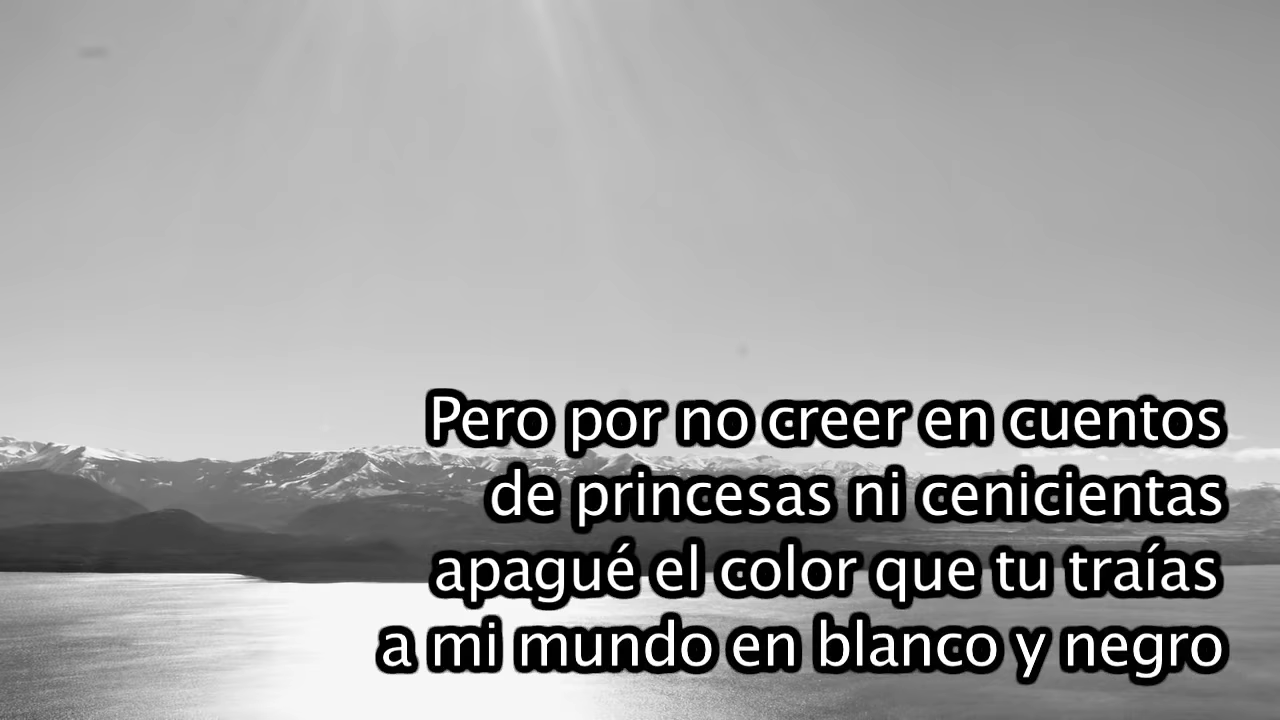 Pero por no creer en cuentos
de princesas ni cenicientas
apagué el color que tu traías
a mi mundo en blanco y negro